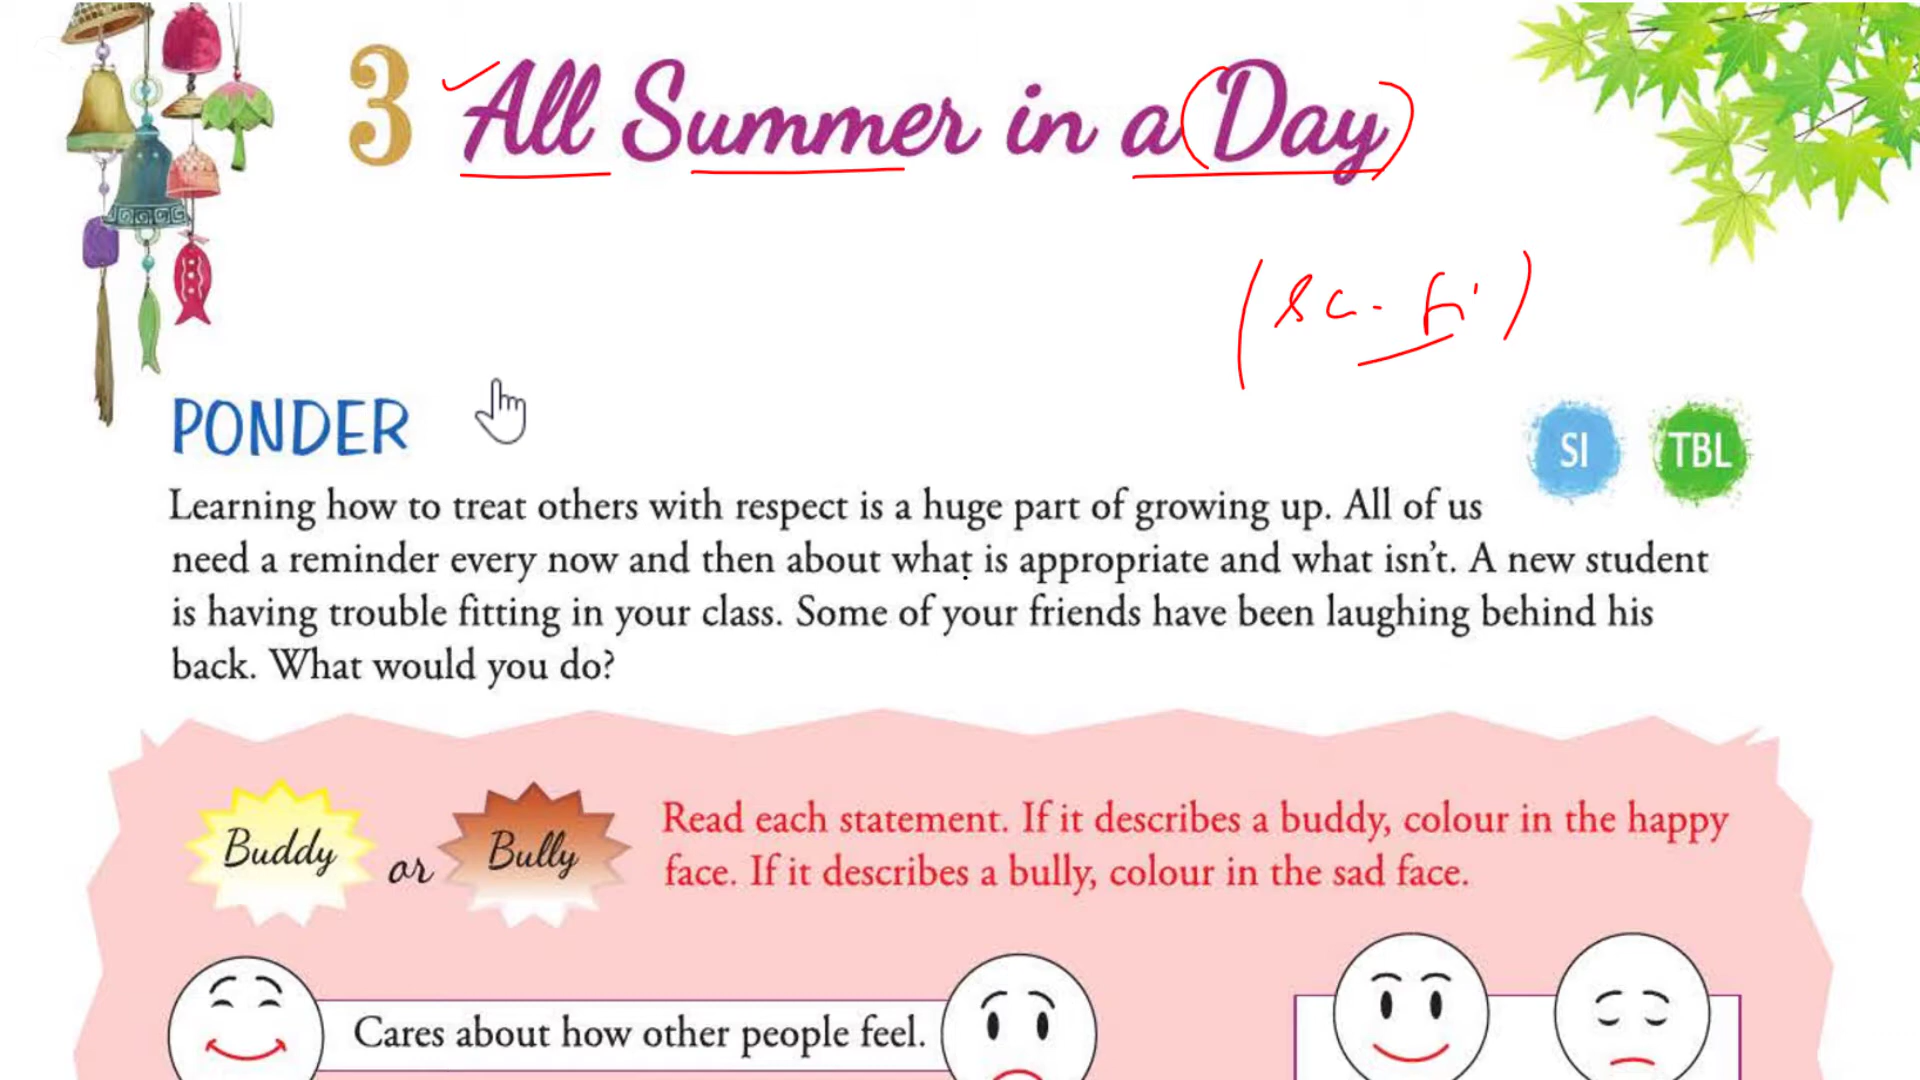 3 All Summer in a Day
(Sci-fi)
PONDER
SI TBL
Learning how to treat others with respect is a huge part of growing up. All of us
need a reminder every now and then about what is appropriate and what isn't. A new student
is having trouble fitting in your class. Some of your friends have been laughing behind his
back. What would you do?
Buddy or Bully
Read each statement. If it describes a buddy, colour in the happy
face. If it describes a bully, colour in the sad face.
Cares about how other people feel.